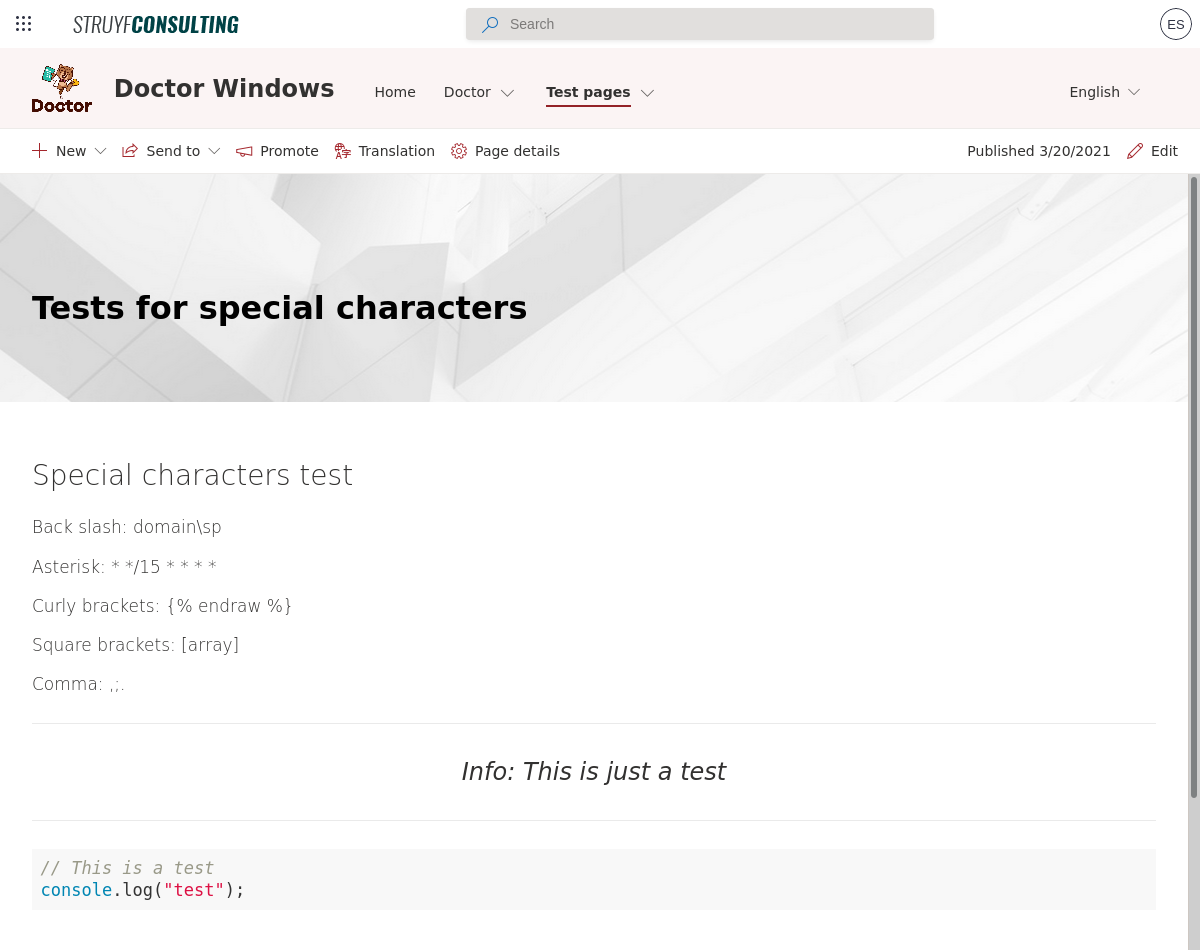 STRUYFCONSULTING
Search
ES
Doctor
Doctor Windows
Home
Doctor
Test pages
English
New
Send to
Promote
Translation
Page details
Published 3/20/2021
Edit
Tests for special characters
Special characters test
Back slash: domain\sp
Asterisk: * */15 * * * *
Curly brackets: {% endraw %}
Square brackets: [array]
Comma: ,;.
Info: This is just a test
// This is a test
console.log("test");